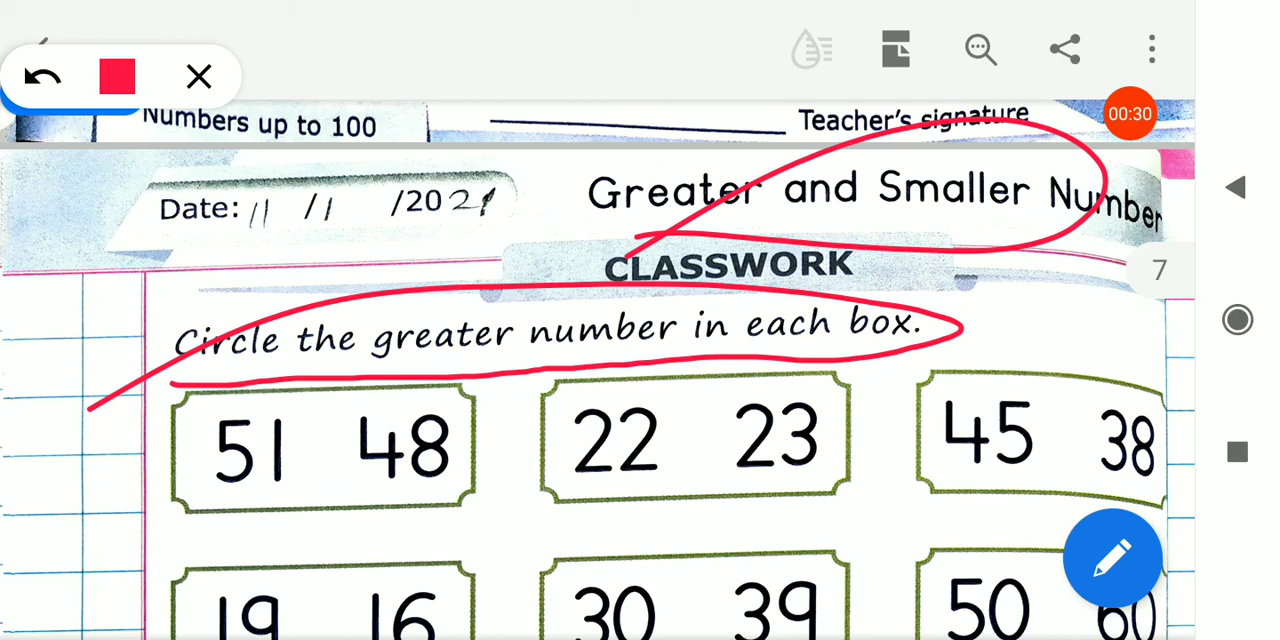 Numbers up to 100
Teacher's signature
00:30
Date: 11 / 1 /2021
Greater and Smaller Number
CLASSWORK
7
Circle the greater number in each box.
51 48
22 23
45 38
19 16
30 39
50 60